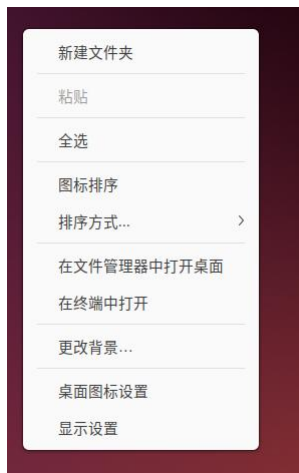 新建文件夹
粘贴
全选
图标排序
排序方式...
在文件管理器中打开桌面
在终端中打开
更改背景…
桌面图标设置
显示设置